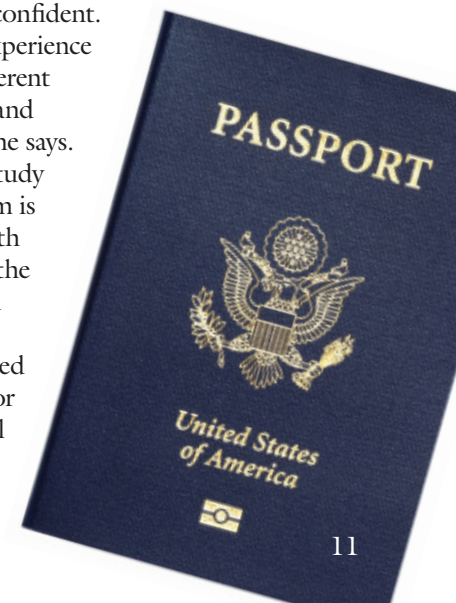 confident.
xperience
erent
and
he says.
tudy
m is
th
the
ed
or
l
PASSPORT
United States
of America
11